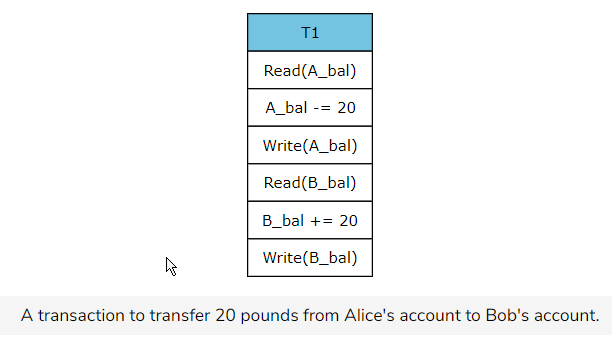 T1
Read(A_bal)
A_bal -= 20
Write(A_bal)
Read(B_bal)
B_bal += 20
Write(B_bal)
A transaction to transfer 20 pounds from Alice's account to Bob's account.